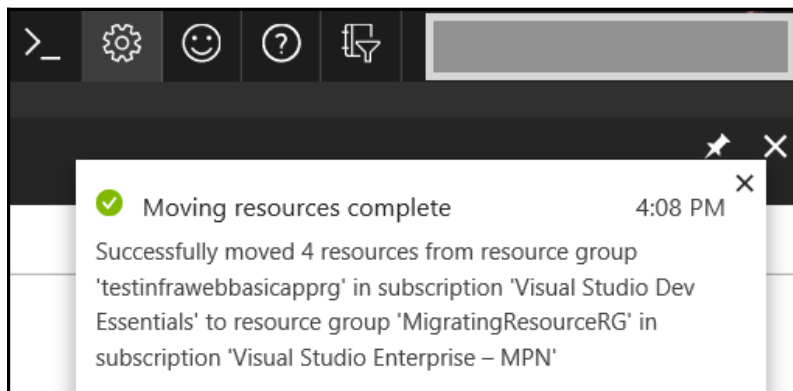 Moving resources complete 4:08 PM
Successfully moved 4 resources from resource group
'testinfrawebbasicapprg' in subscription 'Visual Studio Dev
Essentials' to resource group 'MigratingResourceRG' in
subscription 'Visual Studio Enterprise – MPN'